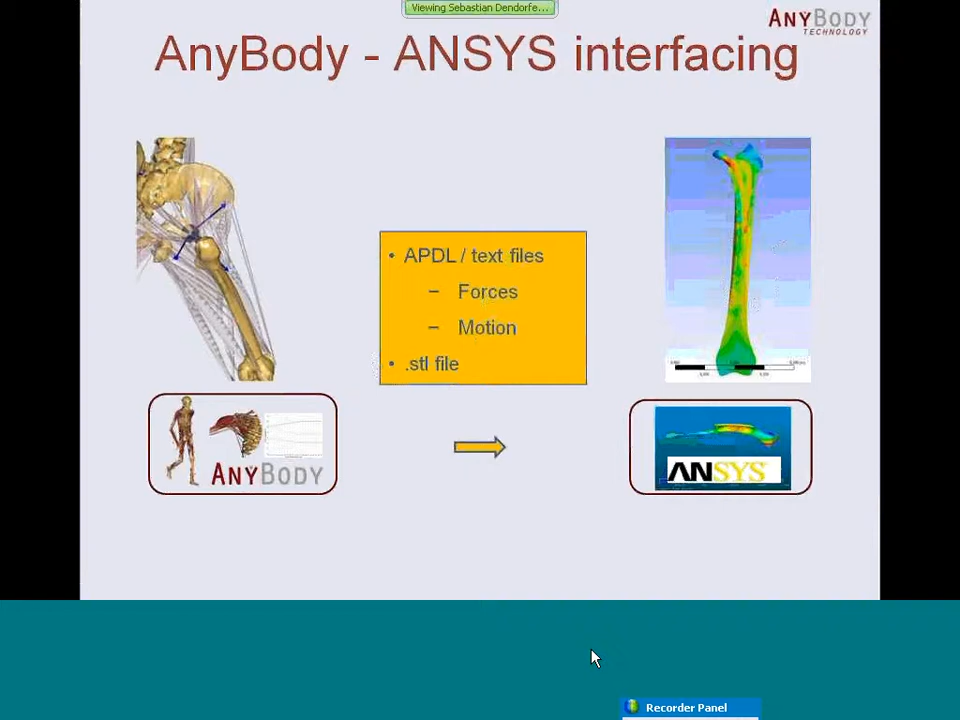 Viewing Sebastian Dendorfe...
ANYBODY
TECHNOLOGY
AnyBody - ANSYS interfacing
• APDL / text files
– Forces
– Motion
• .stl file
ANYBODY
ANSYS
Recorder Panel